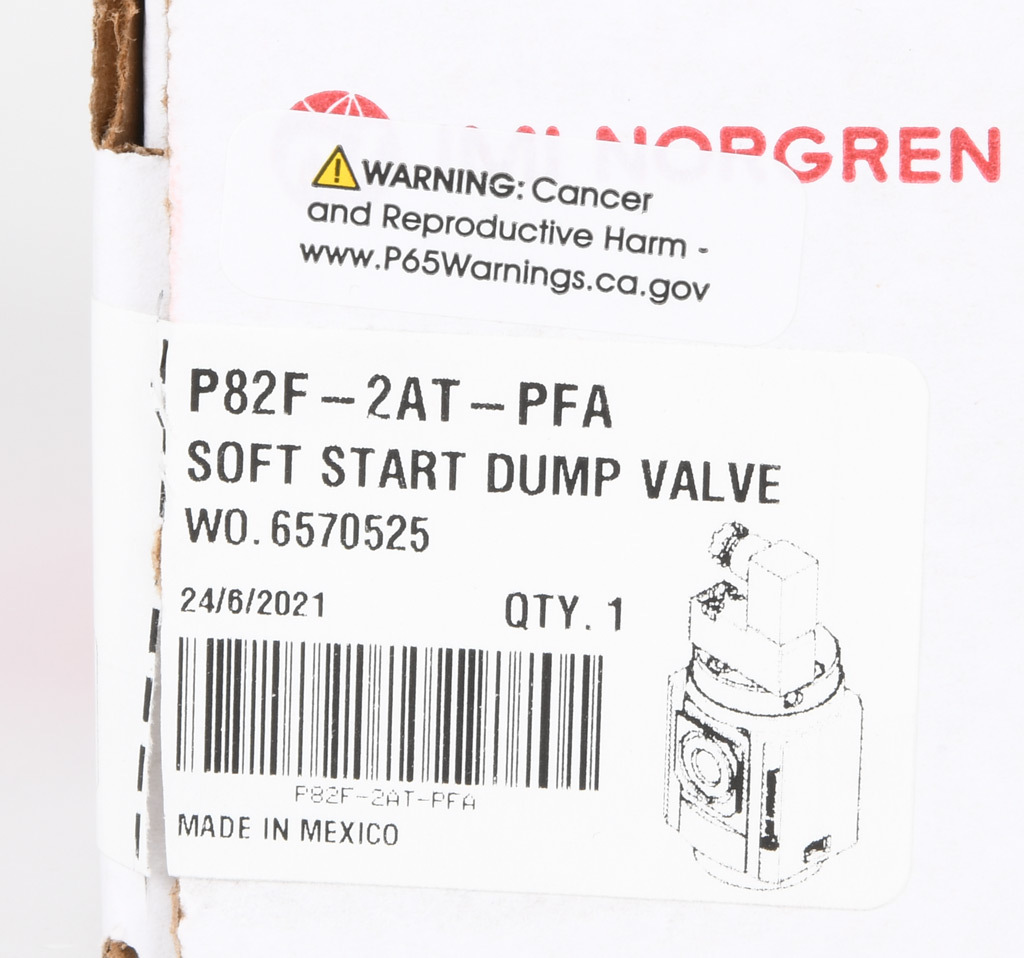 IMI NORGREN
WARNING: Cancer
and Reproductive Harm -
www.P65Warnings.ca.gov
P82F-2AT-PFA
SOFT START DUMP VALVE
WO. 6570525
24/6/2021 QTY. 1
P82F-2AT-PFA
MADE IN MEXICO